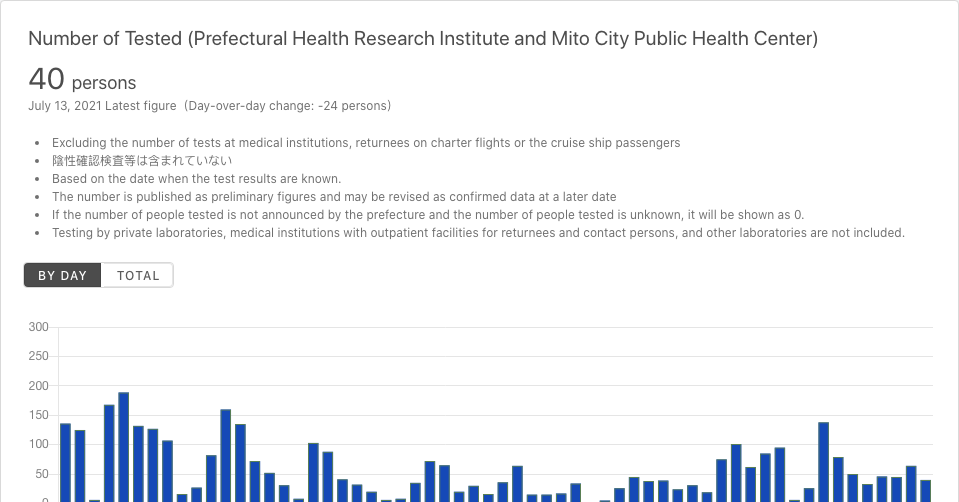 Number of Tested (Prefectural Health Research Institute and Mito City Public Health Center)
40 persons
July 13, 2021 Latest figure (Day-over-day change: -24 persons)
• Excluding the number of tests at medical institutions, returnees on charter flights or the cruise ship passengers
• 陰性確認検査等は含まれていない
• Based on the date when the test results are known.
• The number is published as preliminary figures and may be revised as confirmed data at a later date
• If the number of people tested is not announced by the prefecture and the number of people tested is unknown, it will be shown as 0.
• Testing by private laboratories, medical institutions with outpatient facilities for returnees and contact persons, and other laboratories are not included.
BY DAY TOTAL
300
250
200
150
100
50
0